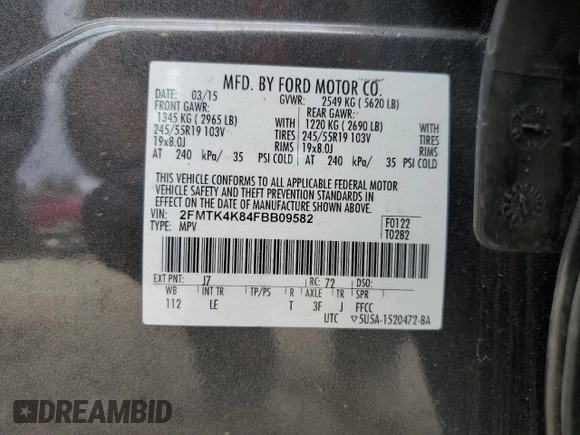 MFD. BY FORD MOTOR CO.
DATE: 03/15 GVWR: 2549 KG ( 5620 LB)
FRONT GAWR: REAR GAWR:
1345 KG ( 2965 LB) WITH 1220 KG ( 2690 LB) WITH
245/55R19 103V TIRES 245/55R19 103V TIRES
19x8.0J RIMS 19x8.0J RIMS
AT 240 kPa/ 35 PSI COLD AT 240 kPa/ 35 PSI COLD
THIS VEHICLE CONFORMS TO ALL APPLICABLE FEDERAL MOTOR
VEHICLE SAFETY AND THEFT PREVENTION STANDARDS IN
EFFECT ON THE DATE OF MANUFACTURE SHOWN ABOVE.
VIN: 2FMTK4K84FBB09582 F0122
TYPE: MPV T0282
EXT PNT: J7 RC: 72 DSO:
WB INT TR TP/PS R AXLE TR SPR
112 LE T 3F J FFCC
UTC ▽5U5A-1520472-BA
DREAMBID